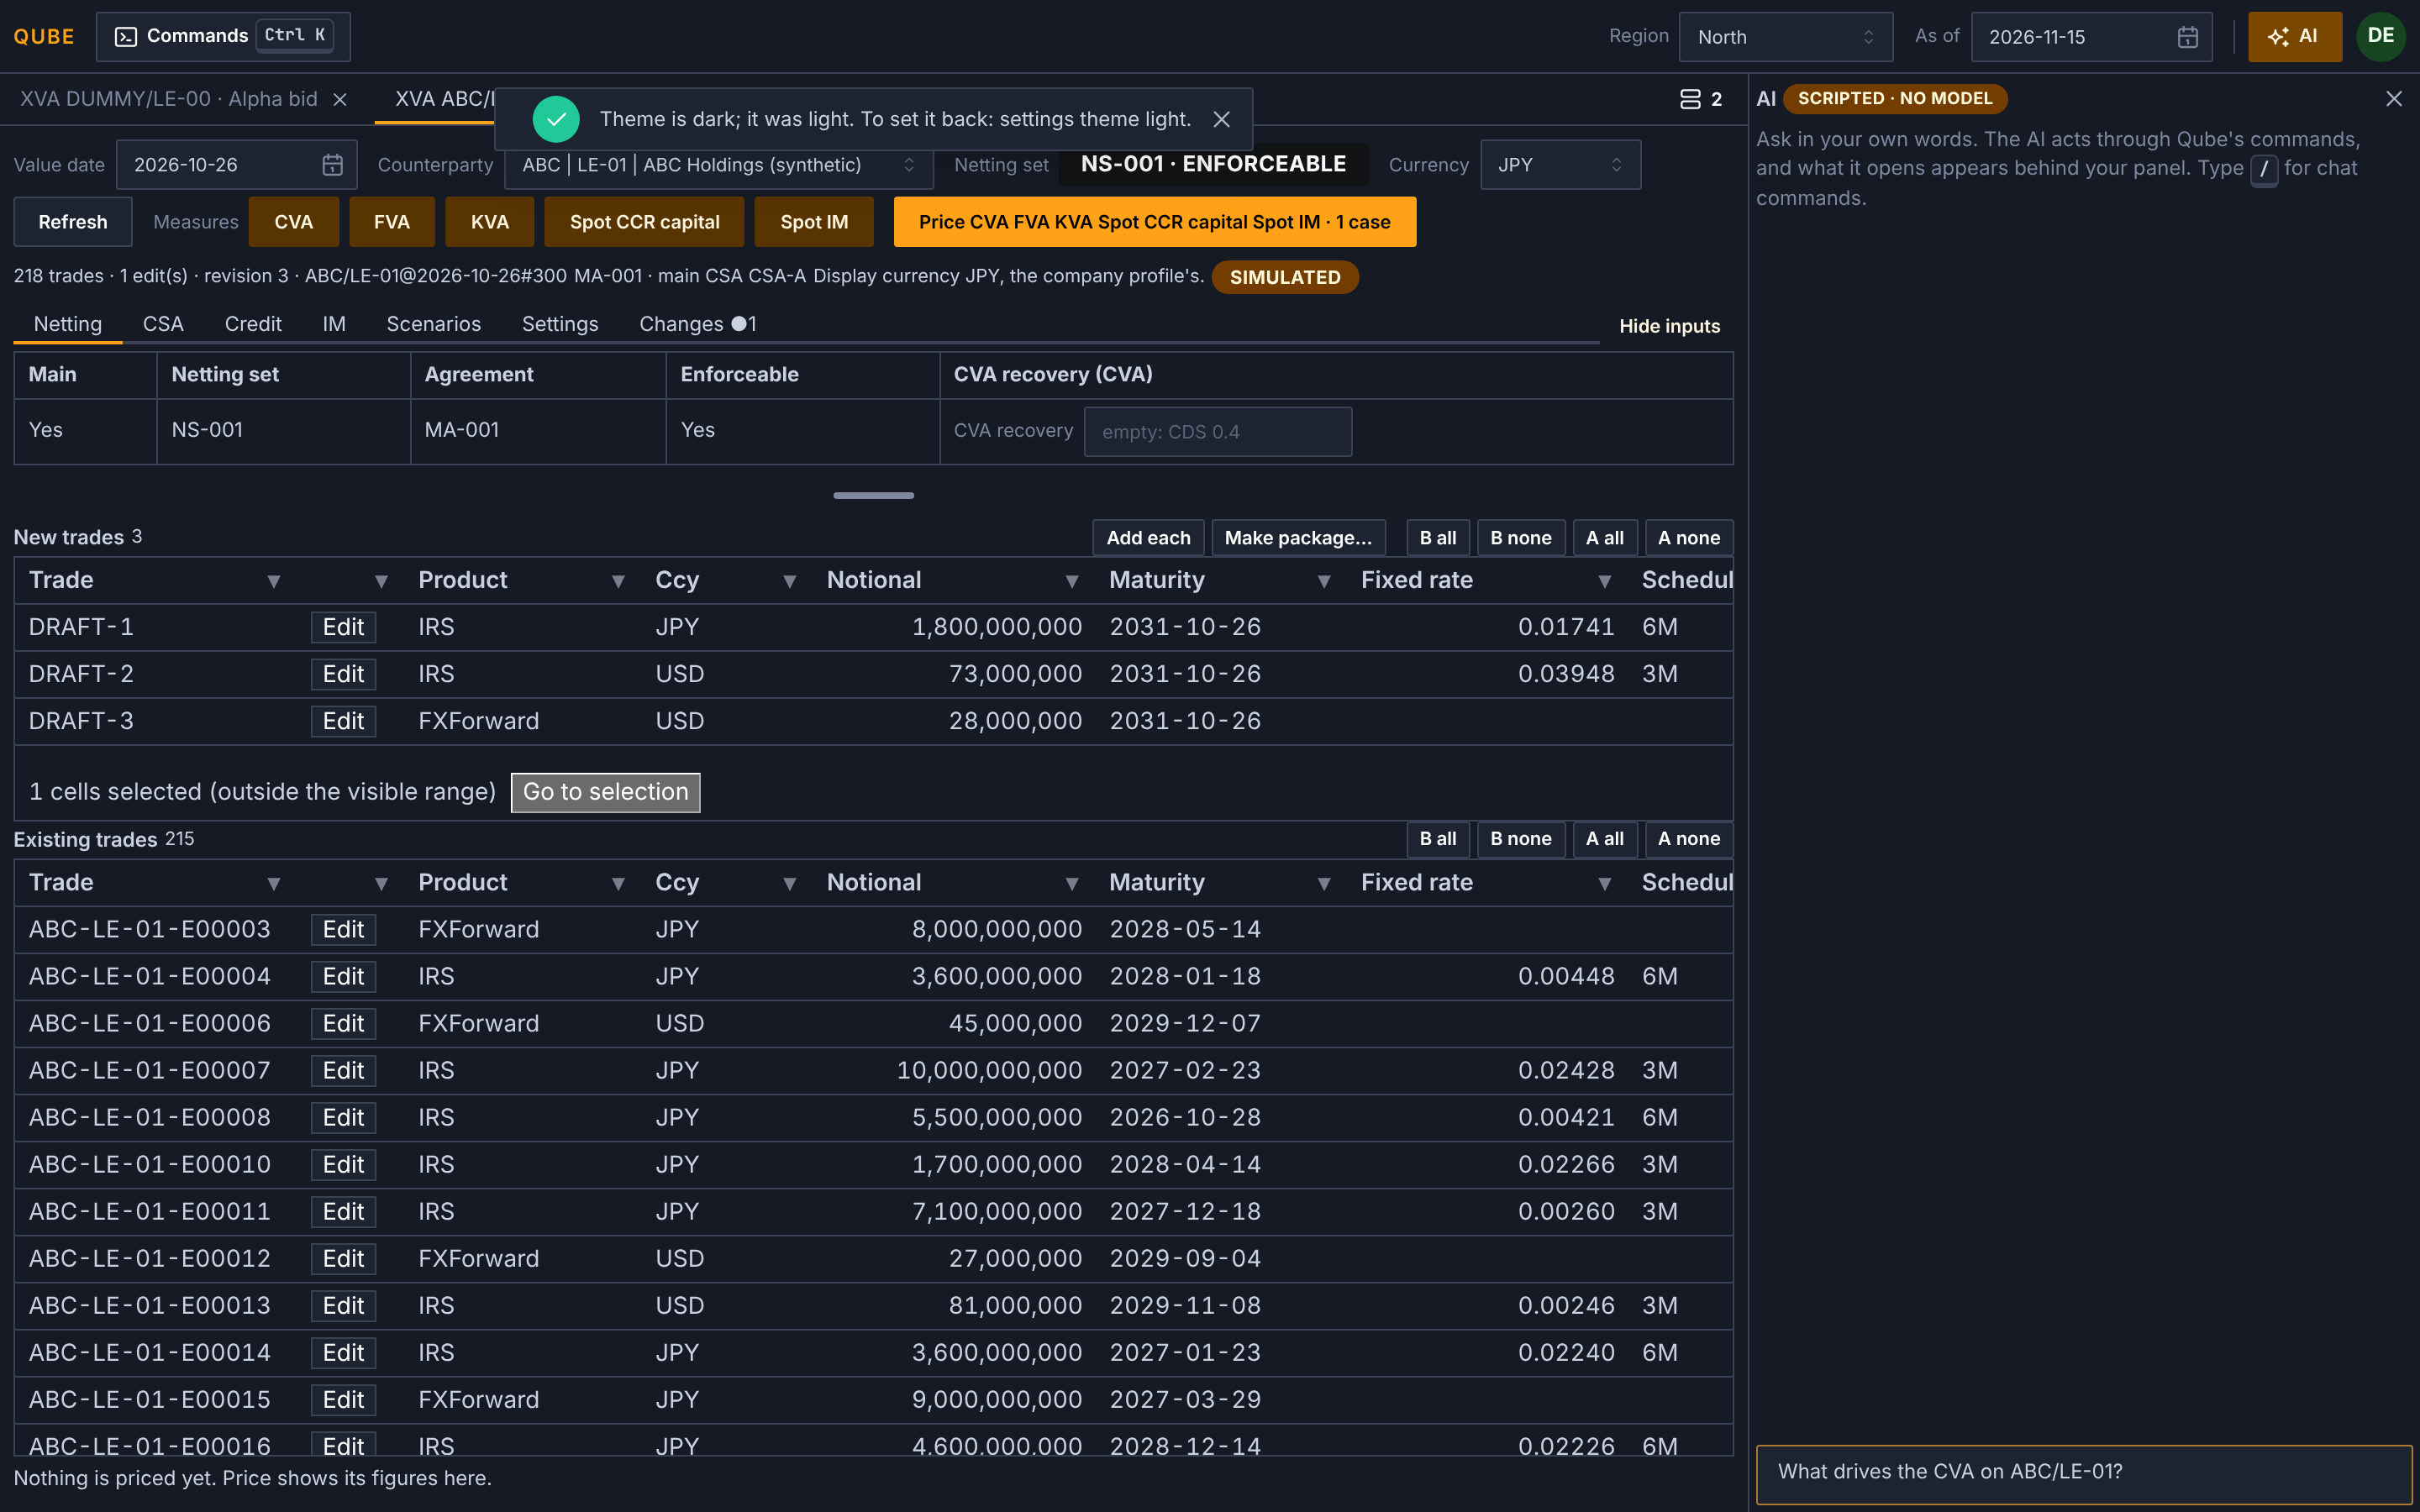 QUBE Commands Ctrl K Region North As of 2026-11-15 AI DE
XVA DUMMY/LE-00 · Alpha bid XVA ABC/ 2
Theme is dark; it was light. To set it back: settings theme light.
Value date 2026-10-26 Counterparty ABC | LE-01 | ABC Holdings (synthetic) Netting set NS-001 · ENFORCEABLE Currency JPY
Refresh Measures CVA FVA KVA Spot CCR capital Spot IM Price CVA FVA KVA Spot CCR capital Spot IM · 1 case
218 trades · 1 edit(s) · revision 3 · ABC/LE-01@2026-10-26#300 MA-001 · main CSA CSA-A Display currency JPY, the company profile's. SIMULATED
Netting CSA Credit IM Scenarios Settings Changes 1 Hide inputs
Main Netting set Agreement Enforceable CVA recovery (CVA)
Yes NS-001 MA-001 Yes CVA recovery empty: CDS 0.4
New trades 3 Add each Make package... B all B none A all A none
Trade Product Ccy Notional Maturity Fixed rate Schedul
DRAFT-1 Edit IRS JPY 1,800,000,000 2031-10-26 0.01741 6M
DRAFT-2 Edit IRS USD 73,000,000 2031-10-26 0.03948 3M
DRAFT-3 Edit FXForward USD 28,000,000 2031-10-26
1 cells selected (outside the visible range) Go to selection
Existing trades 215 B all B none A all A none
Trade Product Ccy Notional Maturity Fixed rate Schedul
ABC-LE-01-E00003 Edit FXForward JPY 8,000,000,000 2028-05-14
ABC-LE-01-E00004 Edit IRS JPY 3,600,000,000 2028-01-18 0.00448 6M
ABC-LE-01-E00006 Edit FXForward USD 45,000,000 2029-12-07
ABC-LE-01-E00007 Edit IRS JPY 10,000,000,000 2027-02-23 0.02428 3M
ABC-LE-01-E00008 Edit IRS JPY 5,500,000,000 2026-10-28 0.00421 6M
ABC-LE-01-E00010 Edit IRS JPY 1,700,000,000 2028-04-14 0.02266 3M
ABC-LE-01-E00011 Edit IRS JPY 7,100,000,000 2027-12-18 0.00260 3M
ABC-LE-01-E00012 Edit FXForward USD 27,000,000 2029-09-04
ABC-LE-01-E00013 Edit IRS USD 81,000,000 2029-11-08 0.00246 3M
ABC-LE-01-E00014 Edit IRS JPY 3,600,000,000 2027-01-23 0.02240 6M
ABC-LE-01-E00015 Edit FXForward JPY 9,000,000,000 2027-03-29
ABC-LE-01-E00016 Edit IRS JPY 4,600,000,000 2028-12-14 0.02226 6M
Nothing is priced yet. Price shows its figures here.
AI SCRIPTED · NO MODEL
Ask in your own words. The AI acts through Qube's commands,
and what it opens appears behind your panel. Type / for chat
commands.
What drives the CVA on ABC/LE-01?